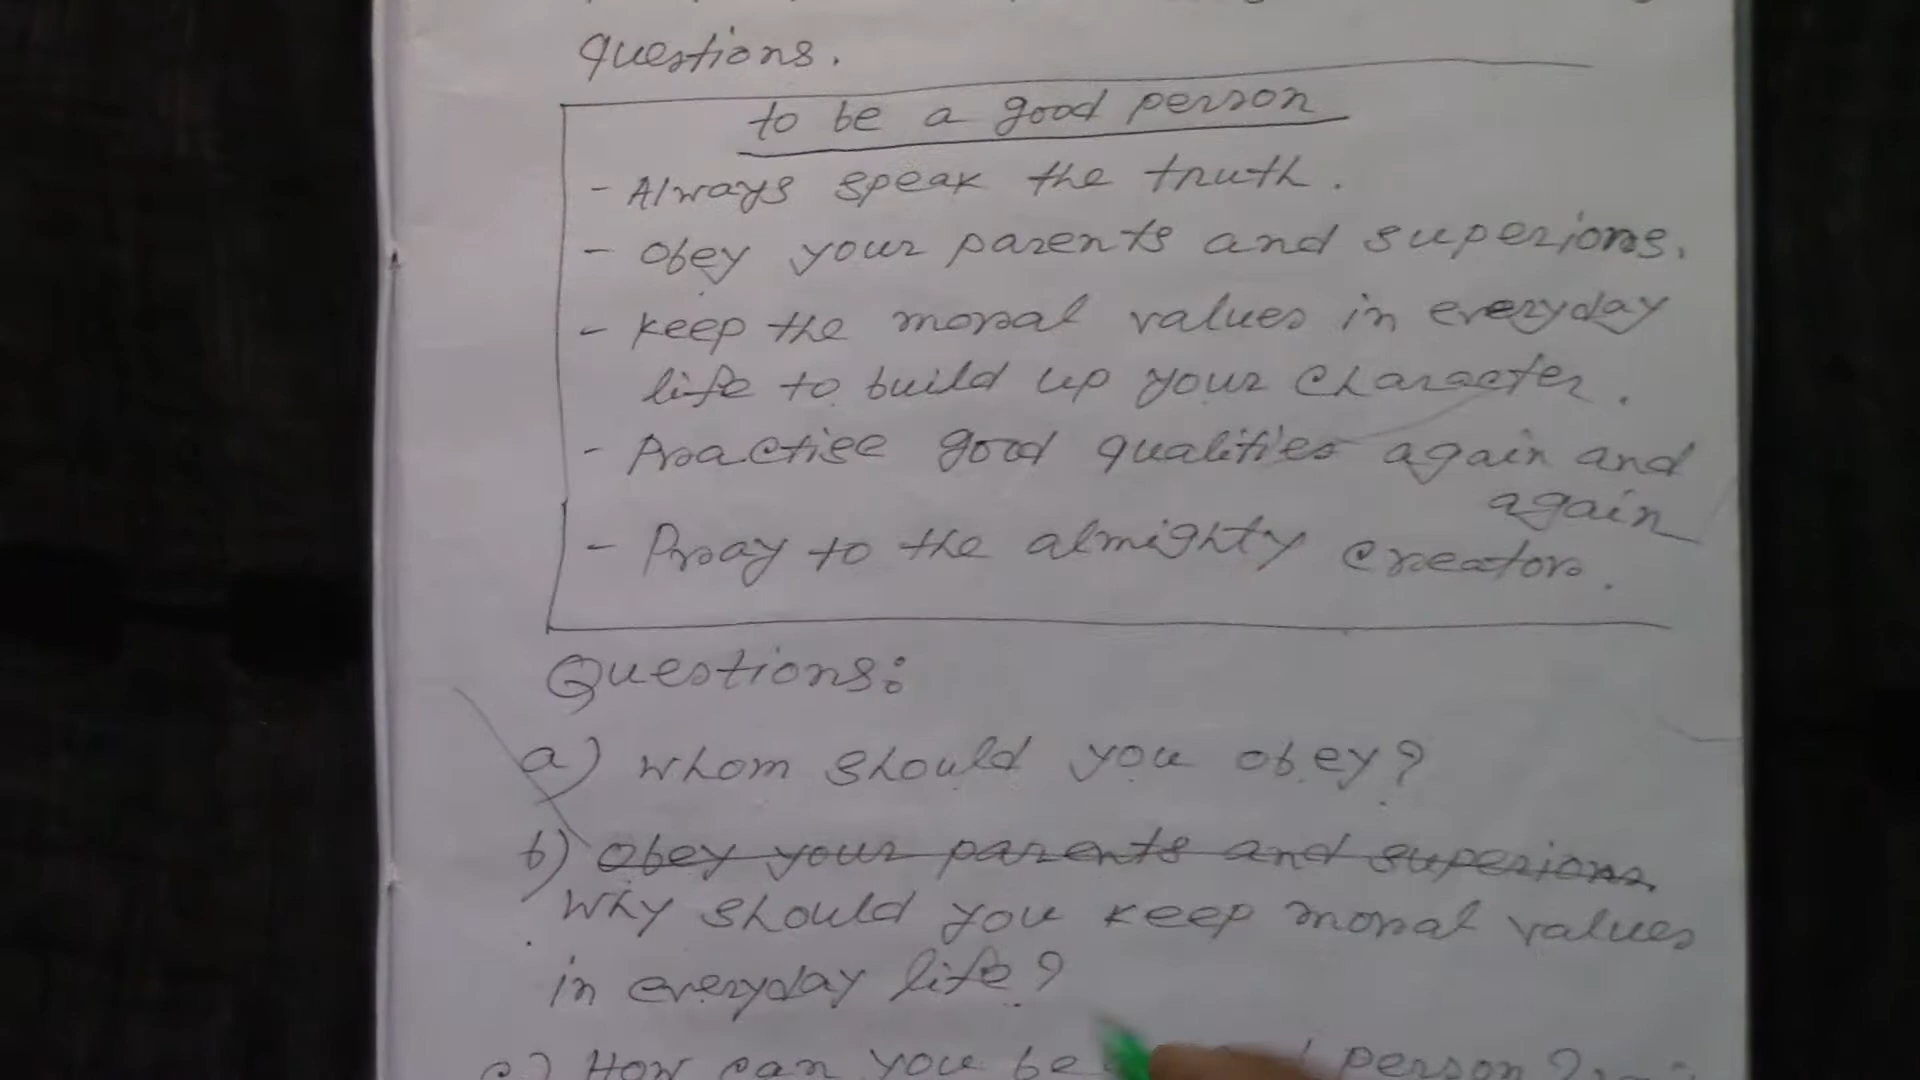 questions.
to be a good person
- Always speak the truth.
- Obey your parents and superiors.
- Keep the moral values in everyday
life to build up your character.
- Practise good qualities again and
again
- Pray to the almighty creator.
Questions:
a) Whom should you obey?
b) Obey your parents and superiors.
Why should you keep moral values
in everyday life?
c) How can you be person?